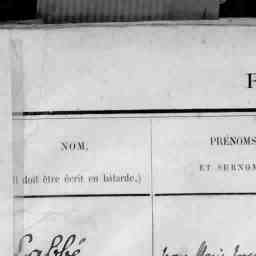 NOM,
PRÉNOMS
ET SURNOM
Il doit être écrit en bâtarde.)
Labbé